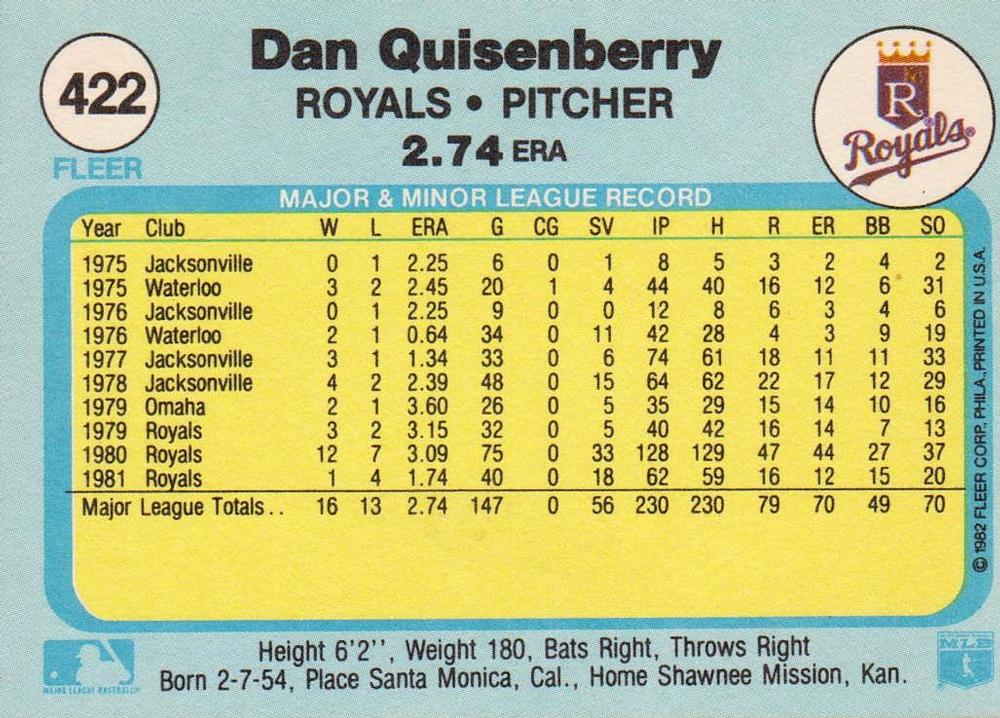 422
FLEER
Dan Quisenberry
ROYALS • PITCHER
2.74 ERA
R
Royals
MAJOR & MINOR LEAGUE RECORD
Year Club W L ERA G CG SV IP H R ER BB SO
1975 Jacksonville 0 1 2.25 6 0 1 8 5 3 2 4 2
1975 Waterloo 3 2 2.45 20 1 4 44 40 16 12 6 31
1976 Jacksonville 0 1 2.25 9 0 0 12 8 6 3 4 6
1976 Waterloo 2 1 0.64 34 0 11 42 28 4 3 9 19
1977 Jacksonville 3 1 1.34 33 0 6 74 61 18 11 11 33
1978 Jacksonville 4 2 2.39 48 0 15 64 62 22 17 12 29
1979 Omaha 2 1 3.60 26 0 5 35 29 15 14 10 16
1979 Royals 3 2 3.15 32 0 5 40 42 16 14 7 13
1980 Royals 12 7 3.09 75 0 33 128 129 47 44 27 37
1981 Royals 1 4 1.74 40 0 18 62 59 16 12 15 20
Major League Totals.. 16 13 2.74 147 0 56 230 230 79 70 49 70
© 1982 FLEER CORP., PHILA., PRINTED IN U.S.A.
MAJOR LEAGUE BASEBALL
Height 6'2'', Weight 180, Bats Right, Throws Right
Born 2-7-54, Place Santa Monica, Cal., Home Shawnee Mission, Kan.